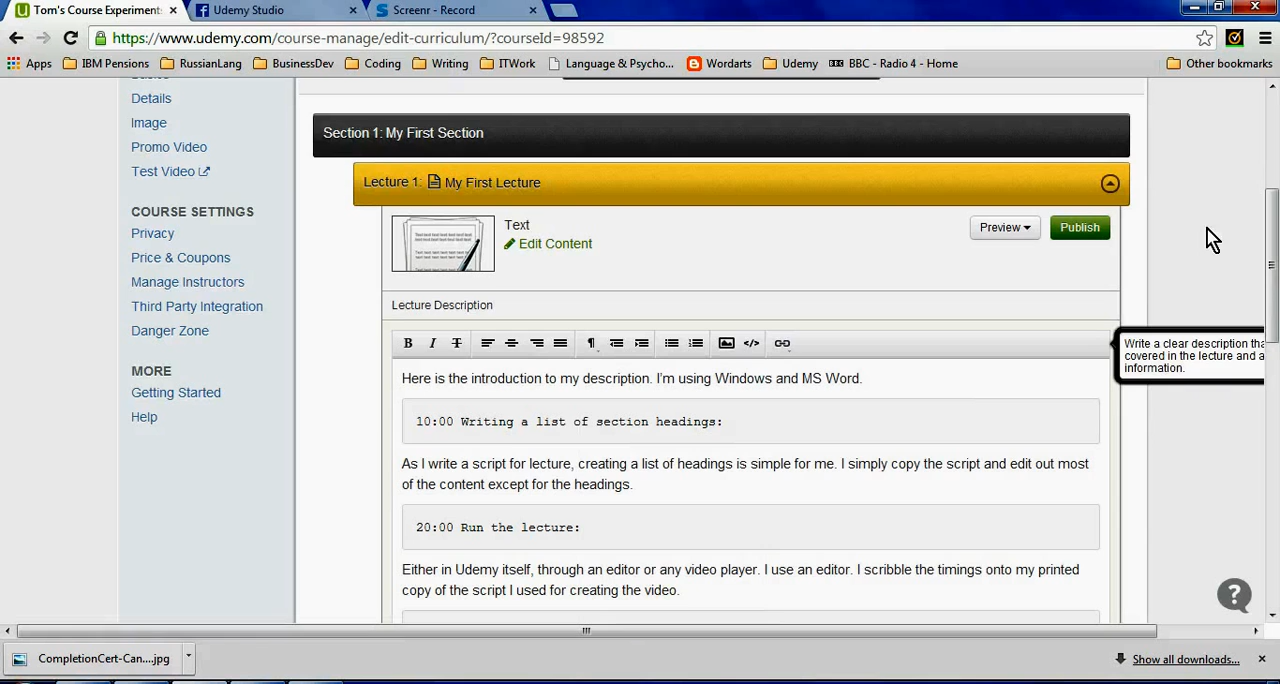 Tom's Course Experiments
Udemy Studio
Screenr - Record
https://www.udemy.com/course-manage/edit-curriculum/?courseId=98592
Apps IBM Pensions RussianLang BusinessDev Coding Writing ITWork Language & Psycho... Wordarts Udemy BBC - Radio 4 - Home Other bookmarks
Details
Image
Promo Video
Test Video
COURSE SETTINGS
Privacy
Price & Coupons
Manage Instructors
Third Party Integration
Danger Zone
MORE
Getting Started
Help
Section 1: My First Section
Lecture 1: My First Lecture
Text
Edit Content
Preview
Publish
Lecture Description
Write a clear description tha
covered in the lecture and a
information.
Here is the introduction to my description. I'm using Windows and MS Word.
10:00 Writing a list of section headings:
As I write a script for lecture, creating a list of headings is simple for me. I simply copy the script and edit out most
of the content except for the headings.
20:00 Run the lecture:
Either in Udemy itself, through an editor or any video player. I use an editor. I scribble the timings onto my printed
copy of the script I used for creating the video.
CompletionCert-Can....jpg
Show all downloads...